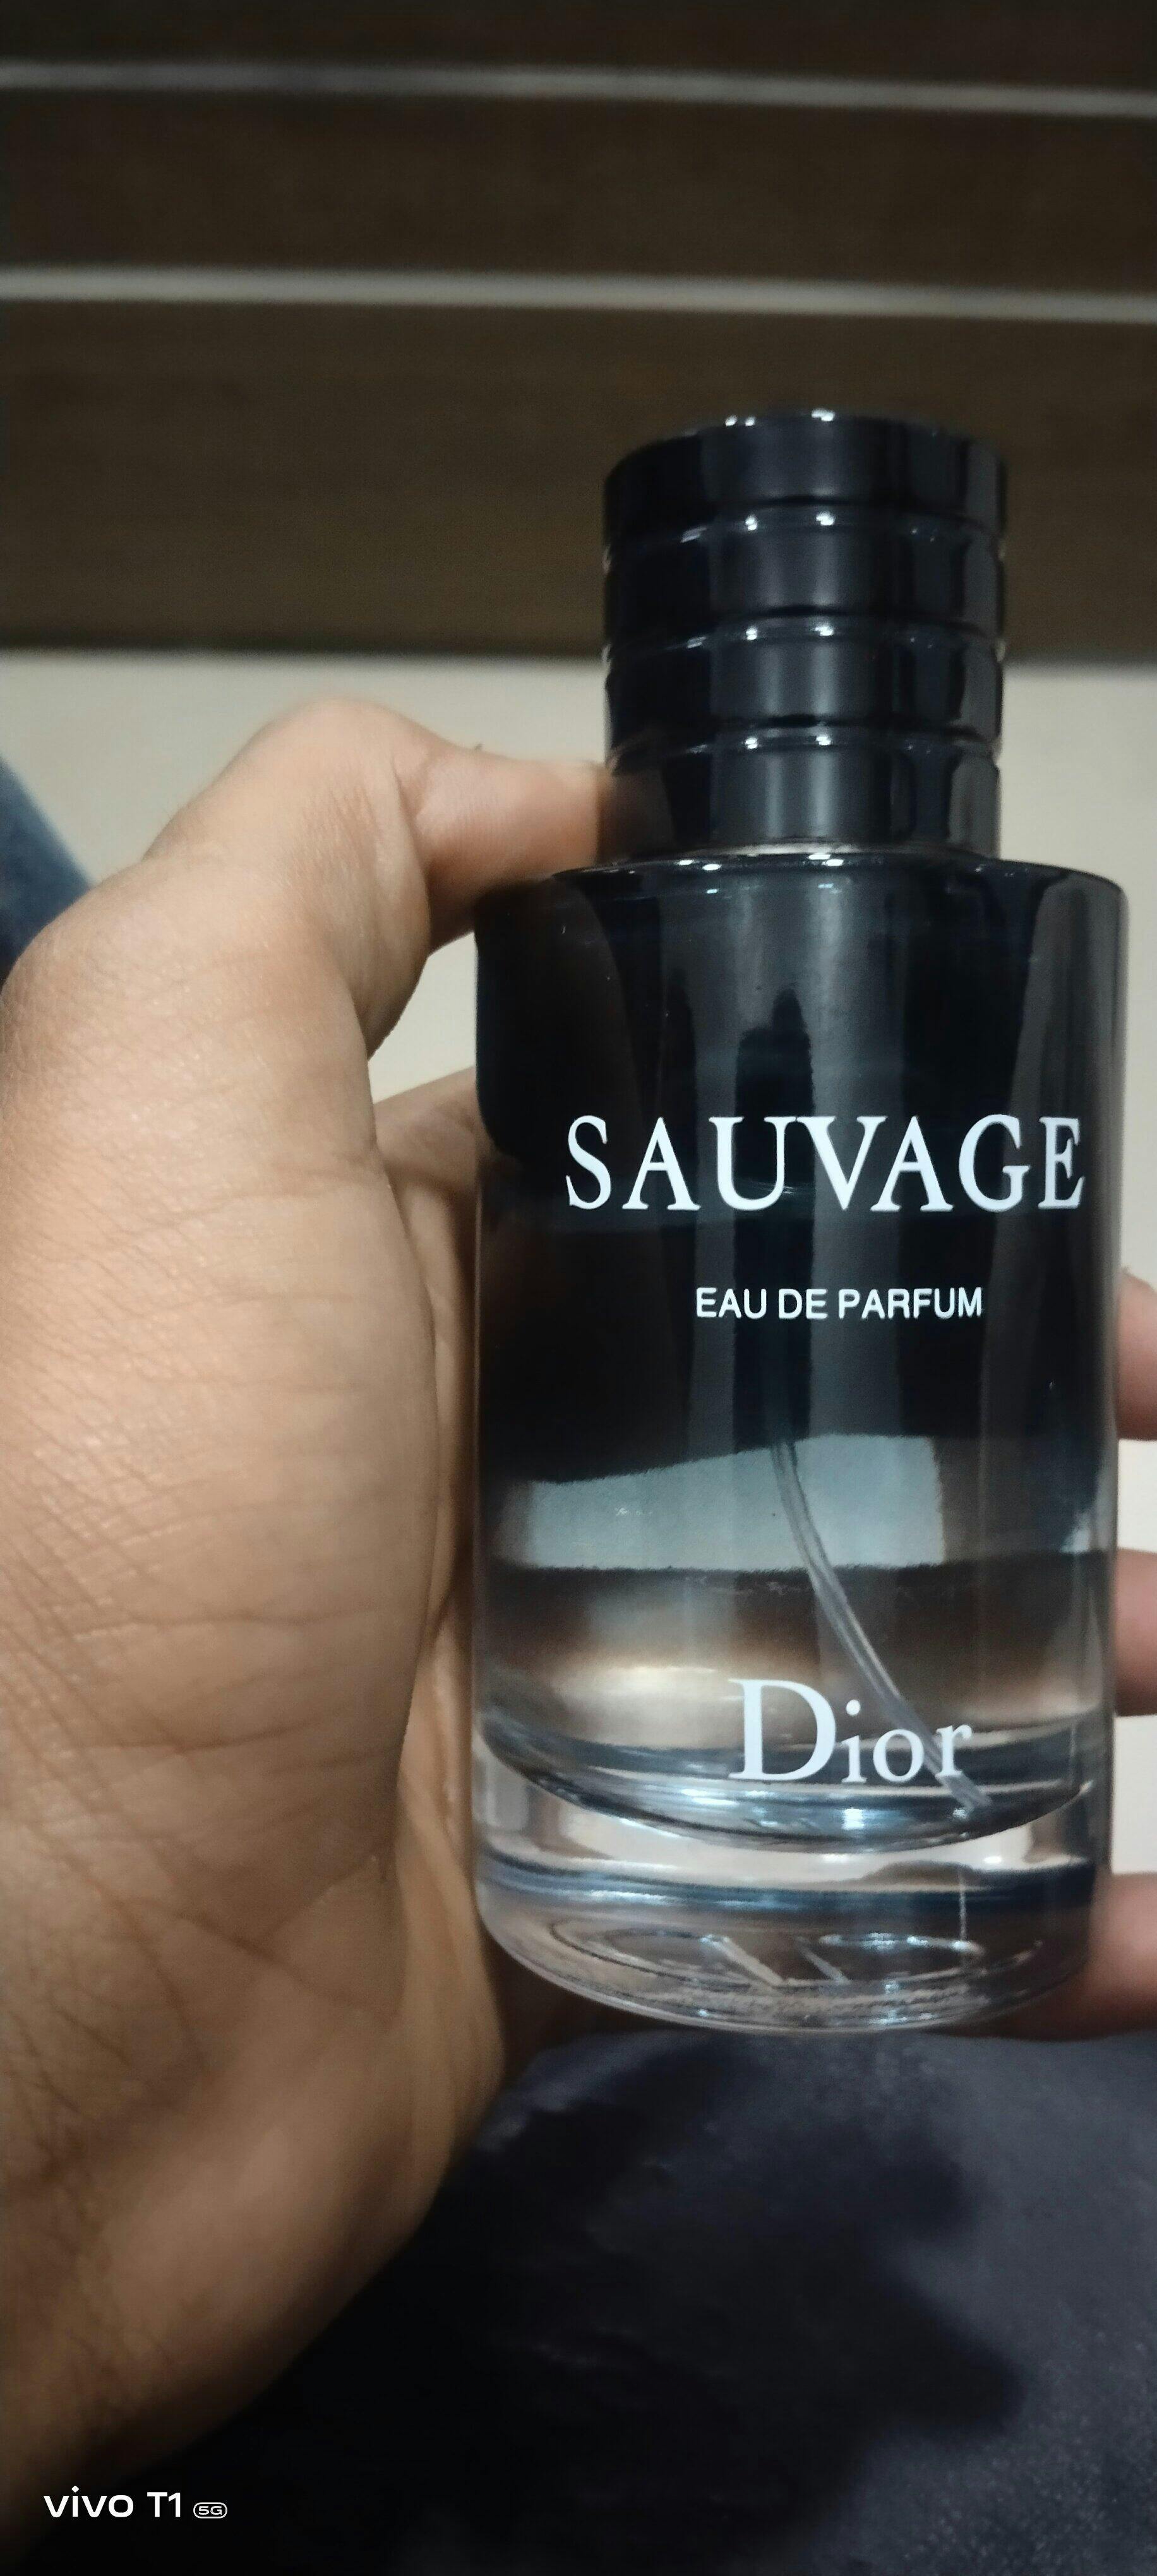 SAUVAGE
EAU DE PARFUM
Dior
vivo T1 5G